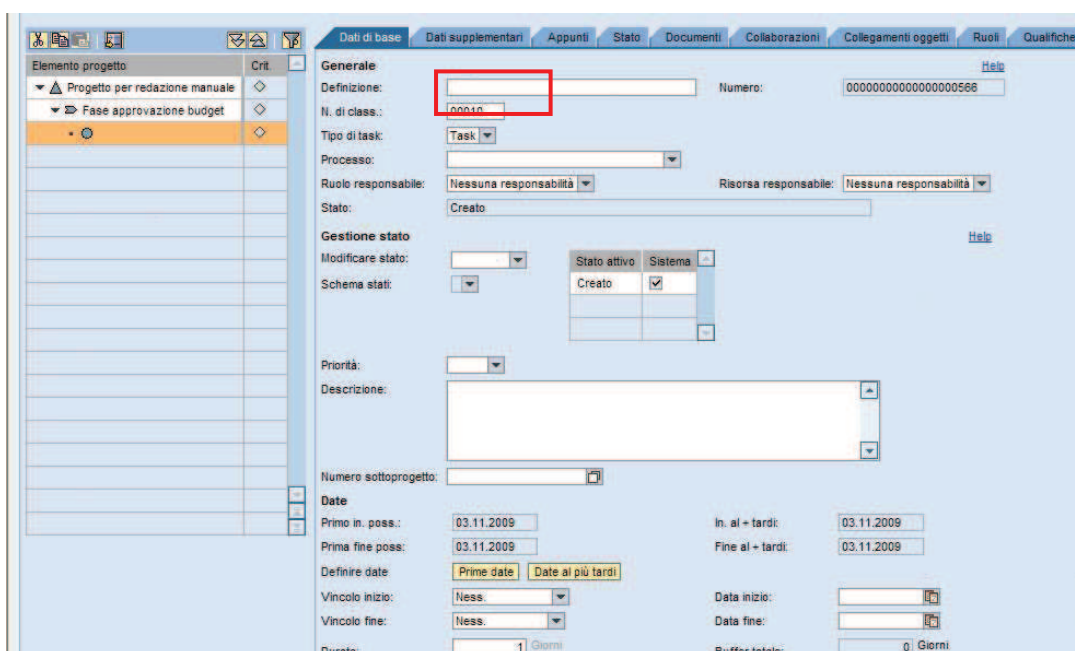 Dati di base Dati supplementari Appunti Stato Documenti Collaborazioni Collegamenti oggetti Ruoli Qualifiche
Elemento progetto Crit.
Progetto per redazione manuale
Fase approvazione budget
Generale Help
Definizione: Numero: 00000000000000000566
N. di class.: 00010
Tipo di task: Task
Processo:
Ruolo responsabile: Nessuna responsabilità Risorsa responsabile: Nessuna responsabilità
Stato: Creato
Gestione stato Help
Modificare stato: Stato attivo Sistema
Schema stati: Creato
Priorità:
Descrizione:
Numero sottoprogetto:
Date
Primo in. poss.: 03.11.2009 In. al + tardi: 03.11.2009
Prima fine poss: 03.11.2009 Fine al + tardi: 03.11.2009
Definire date Prime date Date al più tardi
Vincolo inizio: Ness. Data inizio:
Vincolo fine: Ness. Data fine:
Durata: 1 Giorni Buffer totale: 0 Giorni